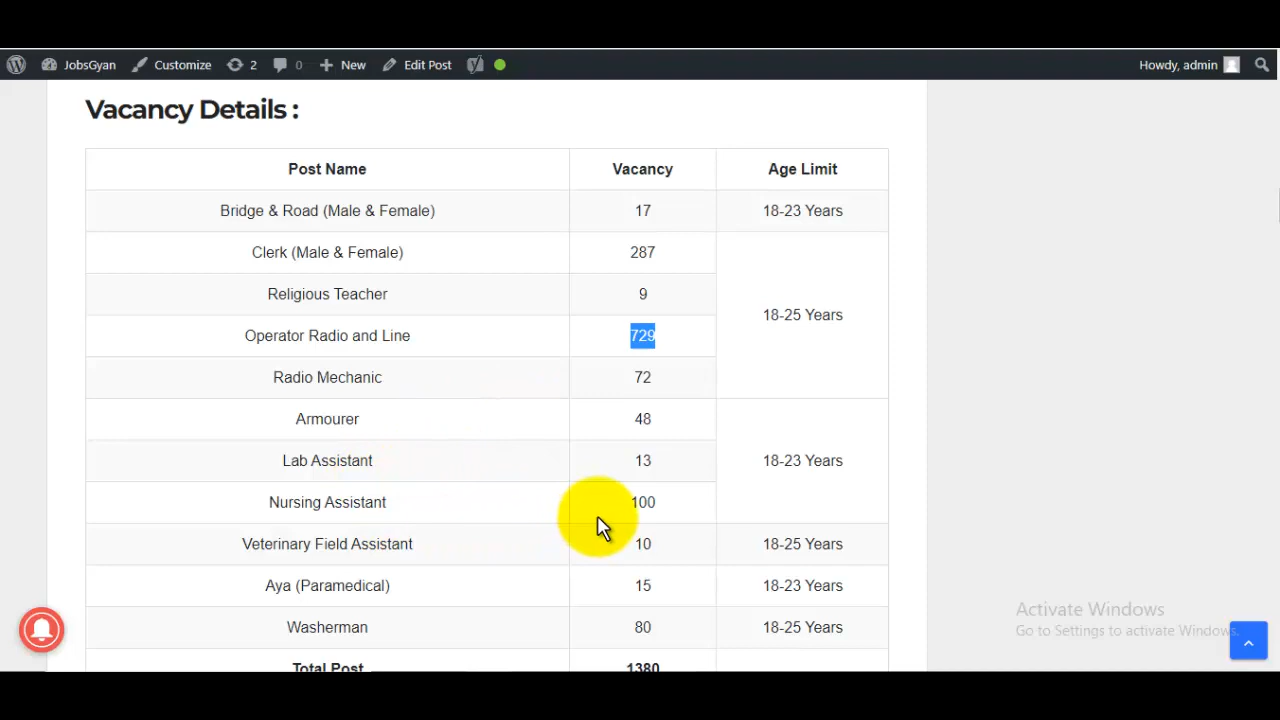 JobsGyan Customize 2 0 New Edit Post Howdy, admin
Vacancy Details :
Post Name Vacancy Age Limit
Bridge & Road (Male & Female) 17 18-23 Years
Clerk (Male & Female) 287
Religious Teacher 9
18-25 Years
Operator Radio and Line 729
Radio Mechanic 72
Armourer 48
Lab Assistant 13 18-23 Years
Nursing Assistant 100
Veterinary Field Assistant 10 18-25 Years
Aya (Paramedical) 15 18-23 Years
Washerman 80 18-25 Years
Total Post 1380
Activate Windows
Go to Settings to activate Windows.